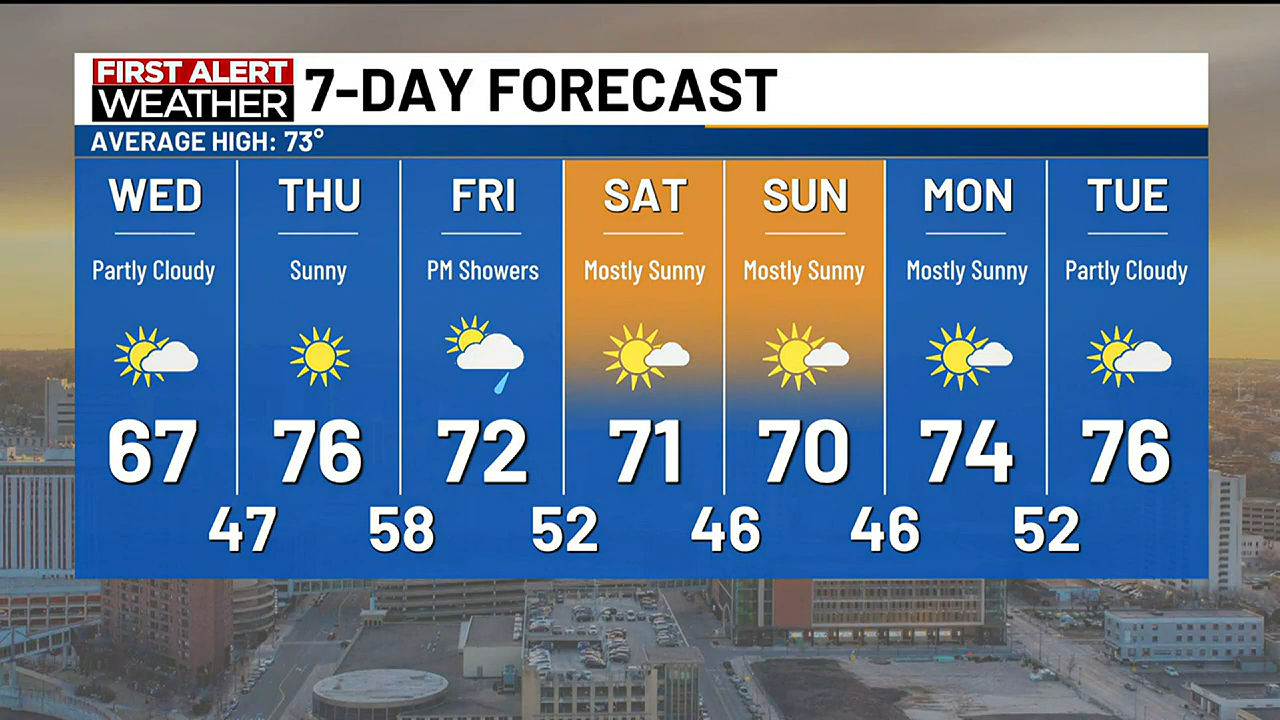 FIRST ALERT
WEATHER
7-DAY FORECAST
AVERAGE HIGH: 73°
WED THU FRI SAT SUN MON TUE
Partly Cloudy Sunny PM Showers Mostly Sunny Mostly Sunny Mostly Sunny Partly Cloudy
67 76 72 71 70 74 76
47 58 52 46 46 52